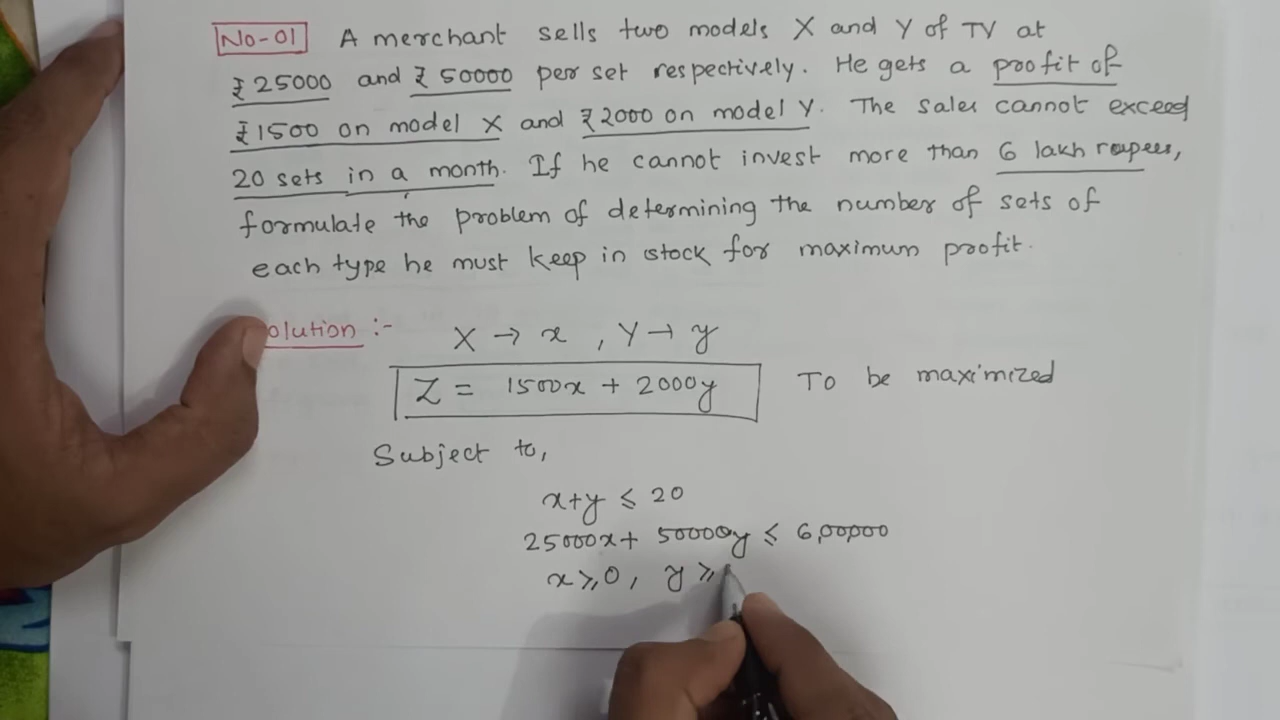 No-01 A merchant sells two models X and Y of TV at
₹25000 and ₹50000 per set respectively. He gets a profit of
₹1500 on model X and ₹2000 on model Y. The sales cannot exceed
20 sets in a month. If he cannot invest more than 6 lakh rupees,
formulate the problem of determining the number of sets of
each type he must keep in stock for maximum profit.
olution :-
X → x , Y → y
Z = 1500x + 2000y To be maximized
Subject to,
x+y ≤ 20
25000x + 50000y ≤ 6,00,000
x ≥ 0, y ≥